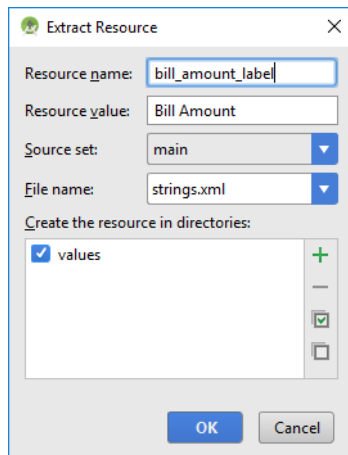 Extract Resource
Resource name: bill_amount_label
Resource value: Bill Amount
Source set: main
File name: strings.xml
Create the resource in directories:
values
OK Cancel